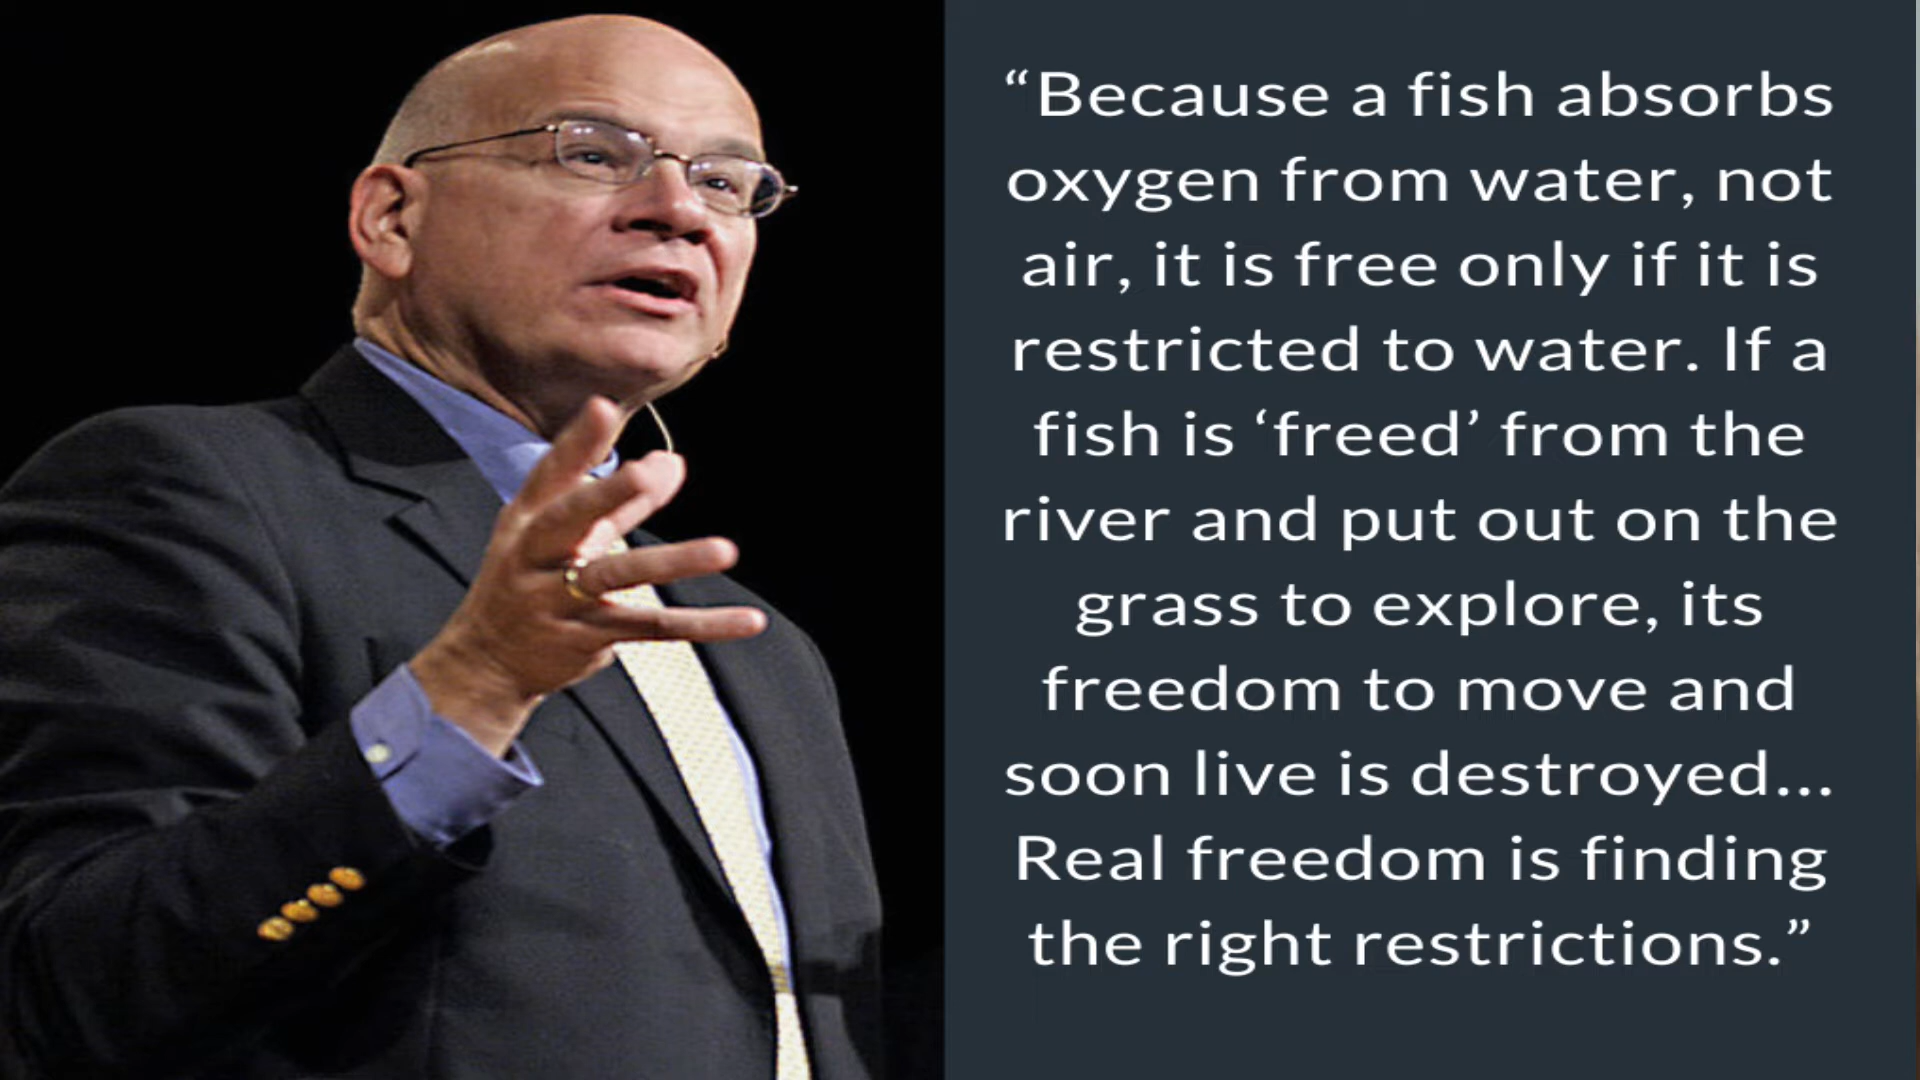 “Because a fish absorbs
oxygen from water, not
air, it is free only if it is
restricted to water. If a
fish is ‘freed’ from the
river and put out on the
grass to explore, its
freedom to move and
soon live is destroyed...
Real freedom is finding
the right restrictions.”